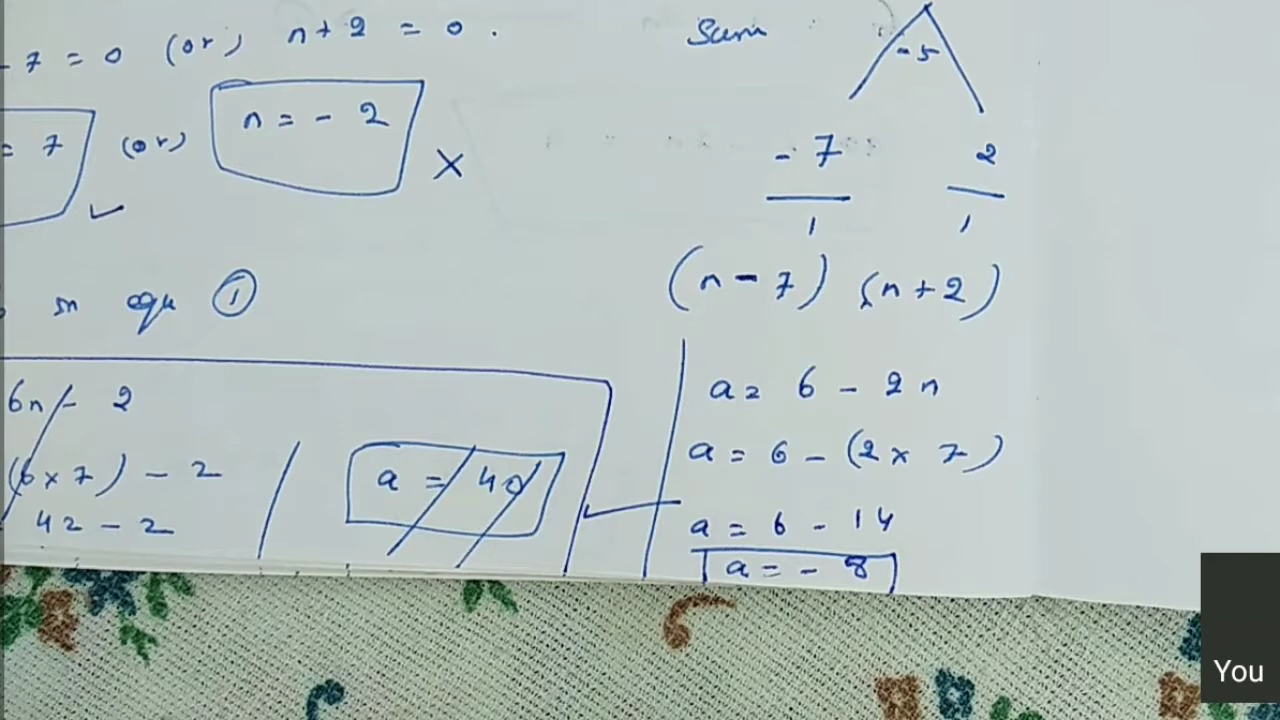 - 7 = 0 (or) n + 2 = 0 .
= 7 (or) n = - 2 X
in equ ①
6n - 2
(6 x 7) - 2
42 - 2
a = 40
Sum
- 5
- 7 2
1 1
(n - 7) (n + 2)
a = 6 - 2n
a = 6 - (2 x 7)
a = 6 - 14
a = - 8
You